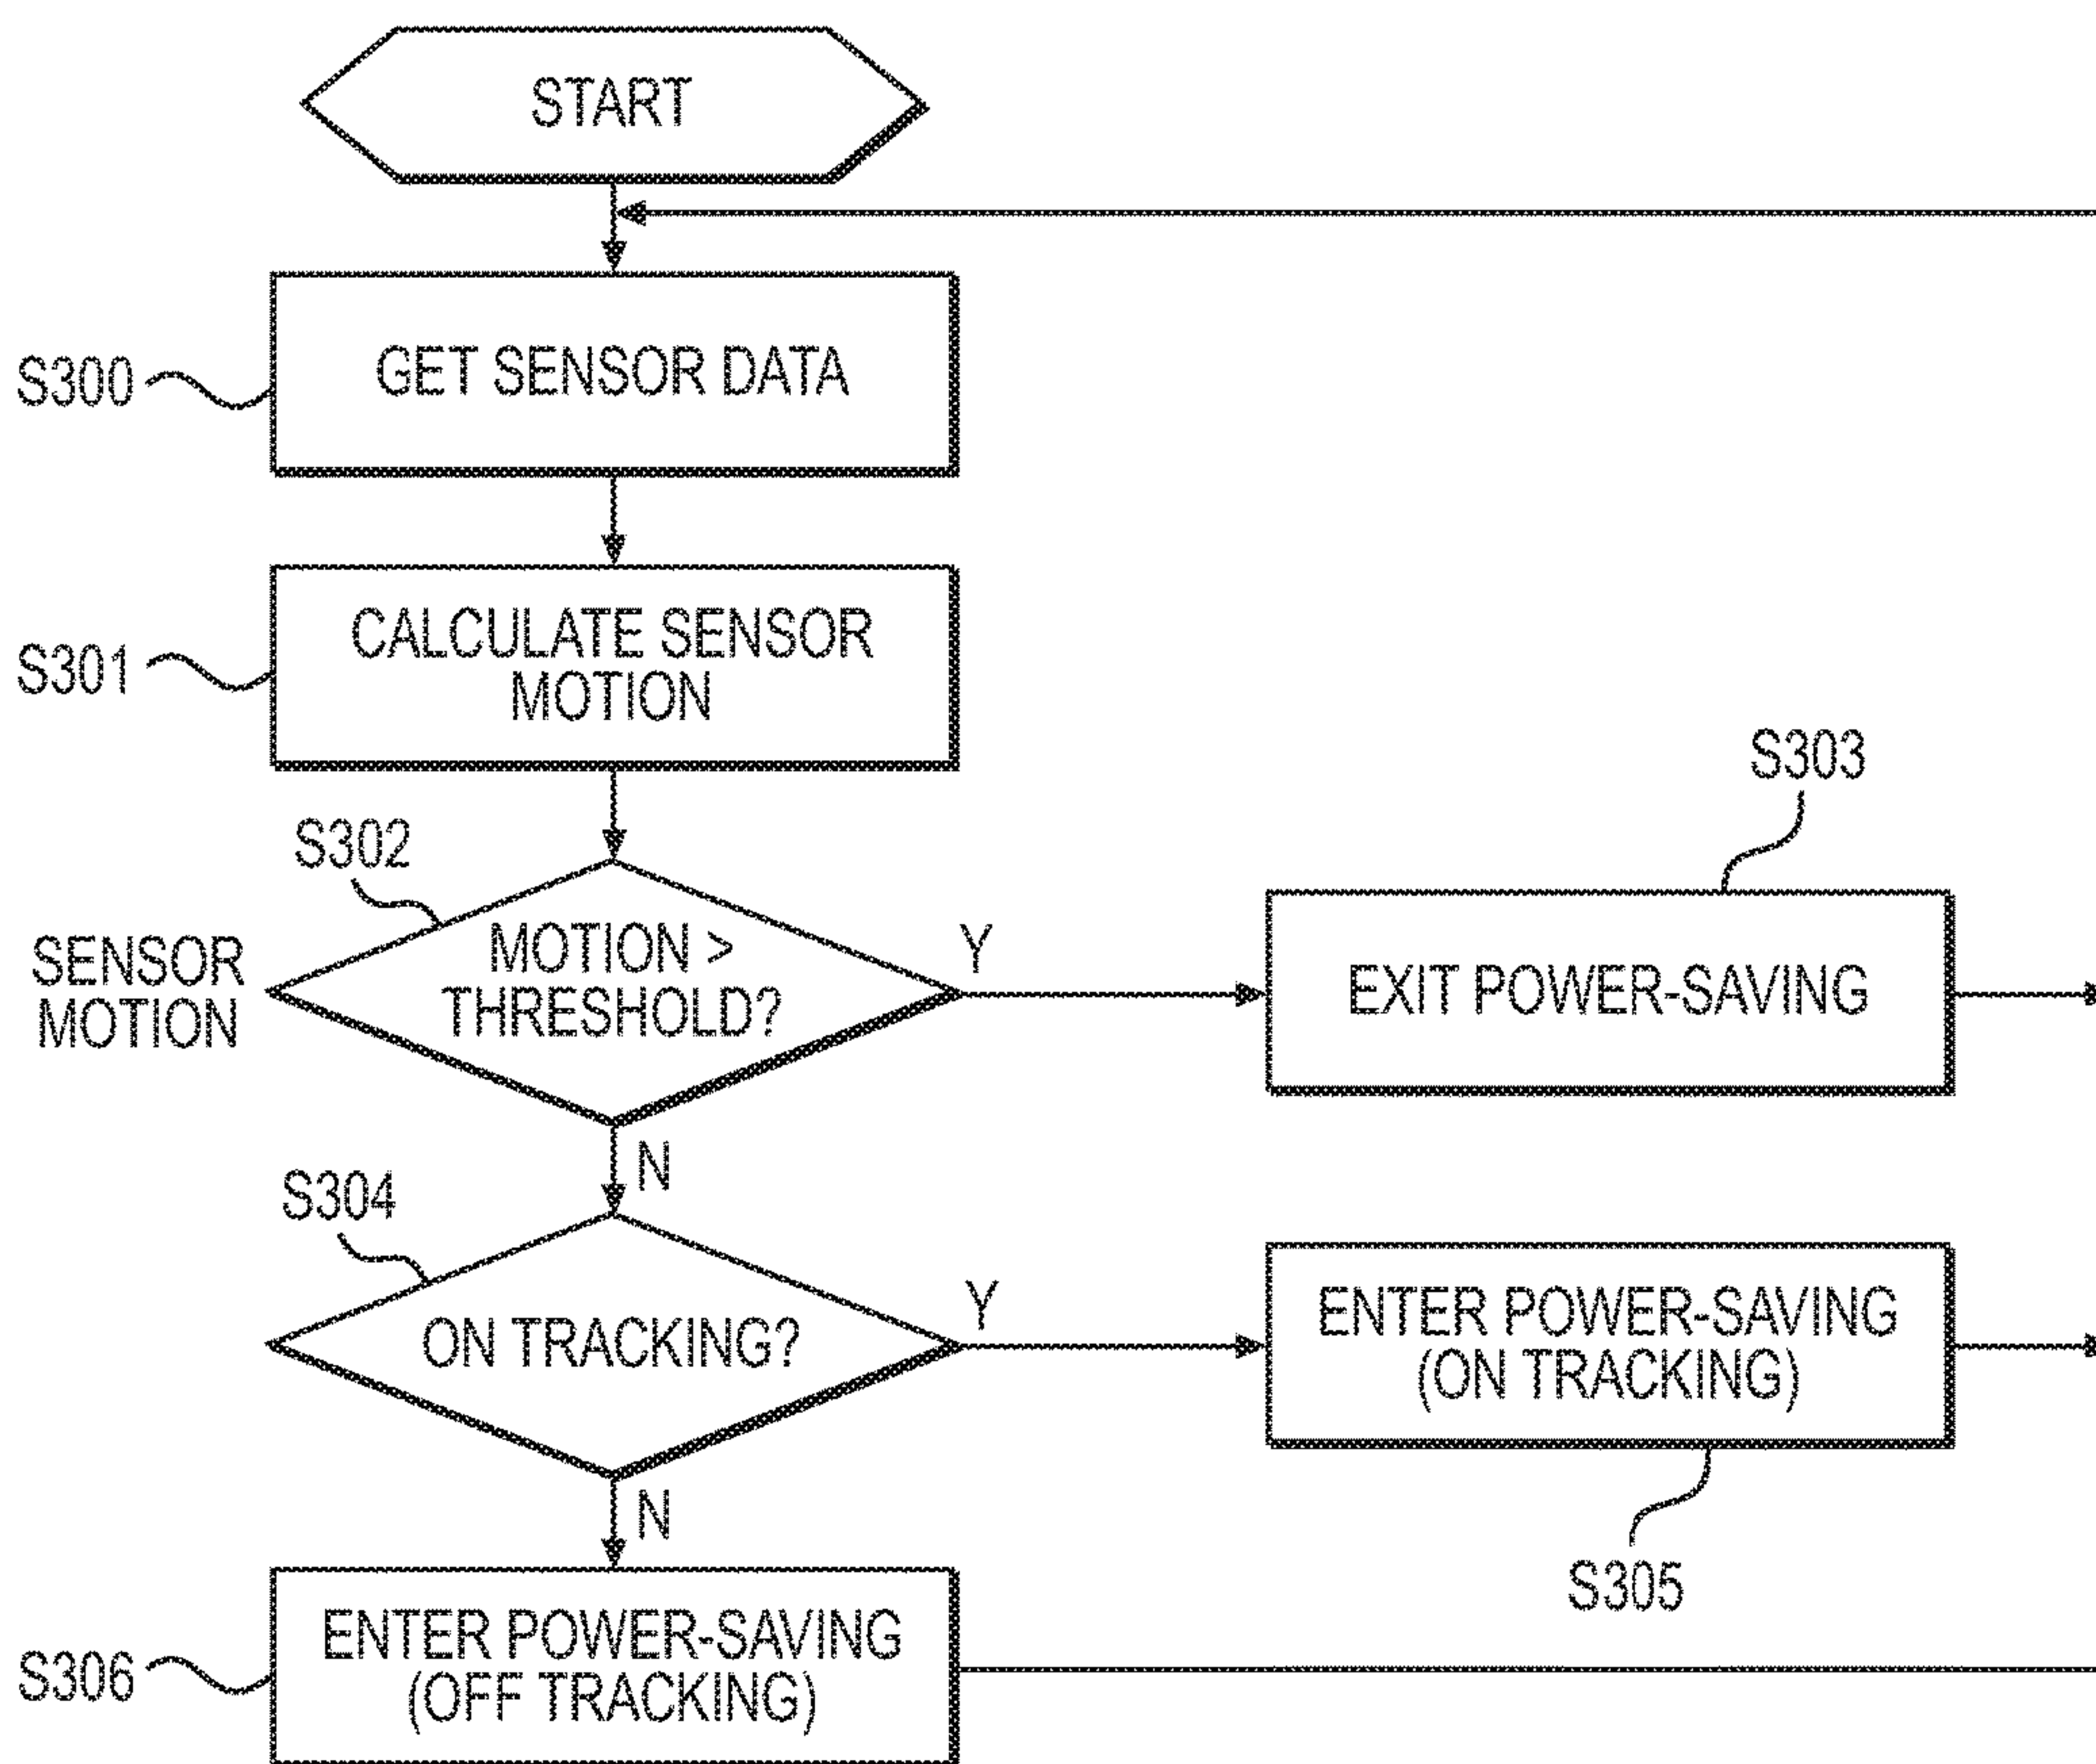 START
S300
GET SENSOR DATA
S301
CALCULATE SENSOR
MOTION
S303
S302
SENSOR
MOTION
MOTION >
THRESHOLD?
Y
EXIT POWER-SAVING
N
S304
ON TRACKING?
Y
ENTER POWER-SAVING
(ON TRACKING)
N
S305
S306
ENTER POWER-SAVING
(OFF TRACKING)